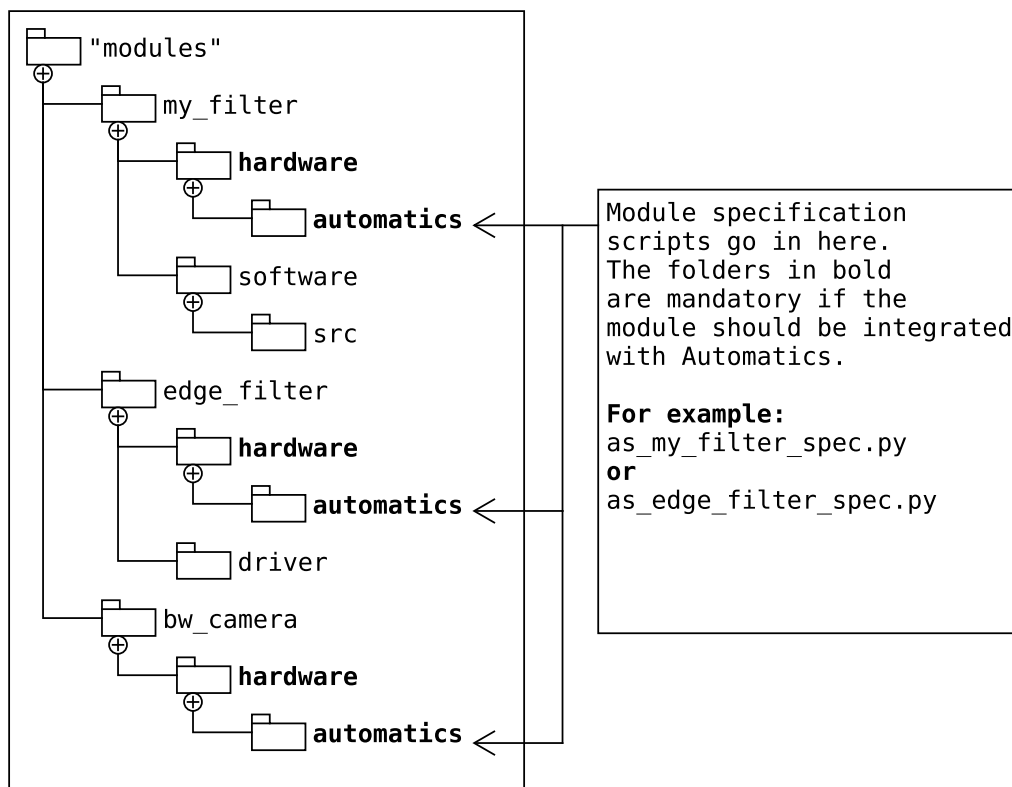 "modules"
my_filter
hardware
automatics
software
src
edge_filter
hardware
automatics
driver
bw_camera
hardware
automatics
Module specification
scripts go in here.
The folders in bold
are mandatory if the
module should be integrated
with Automatics.
For example:
as_my_filter_spec.py
or
as_edge_filter_spec.py